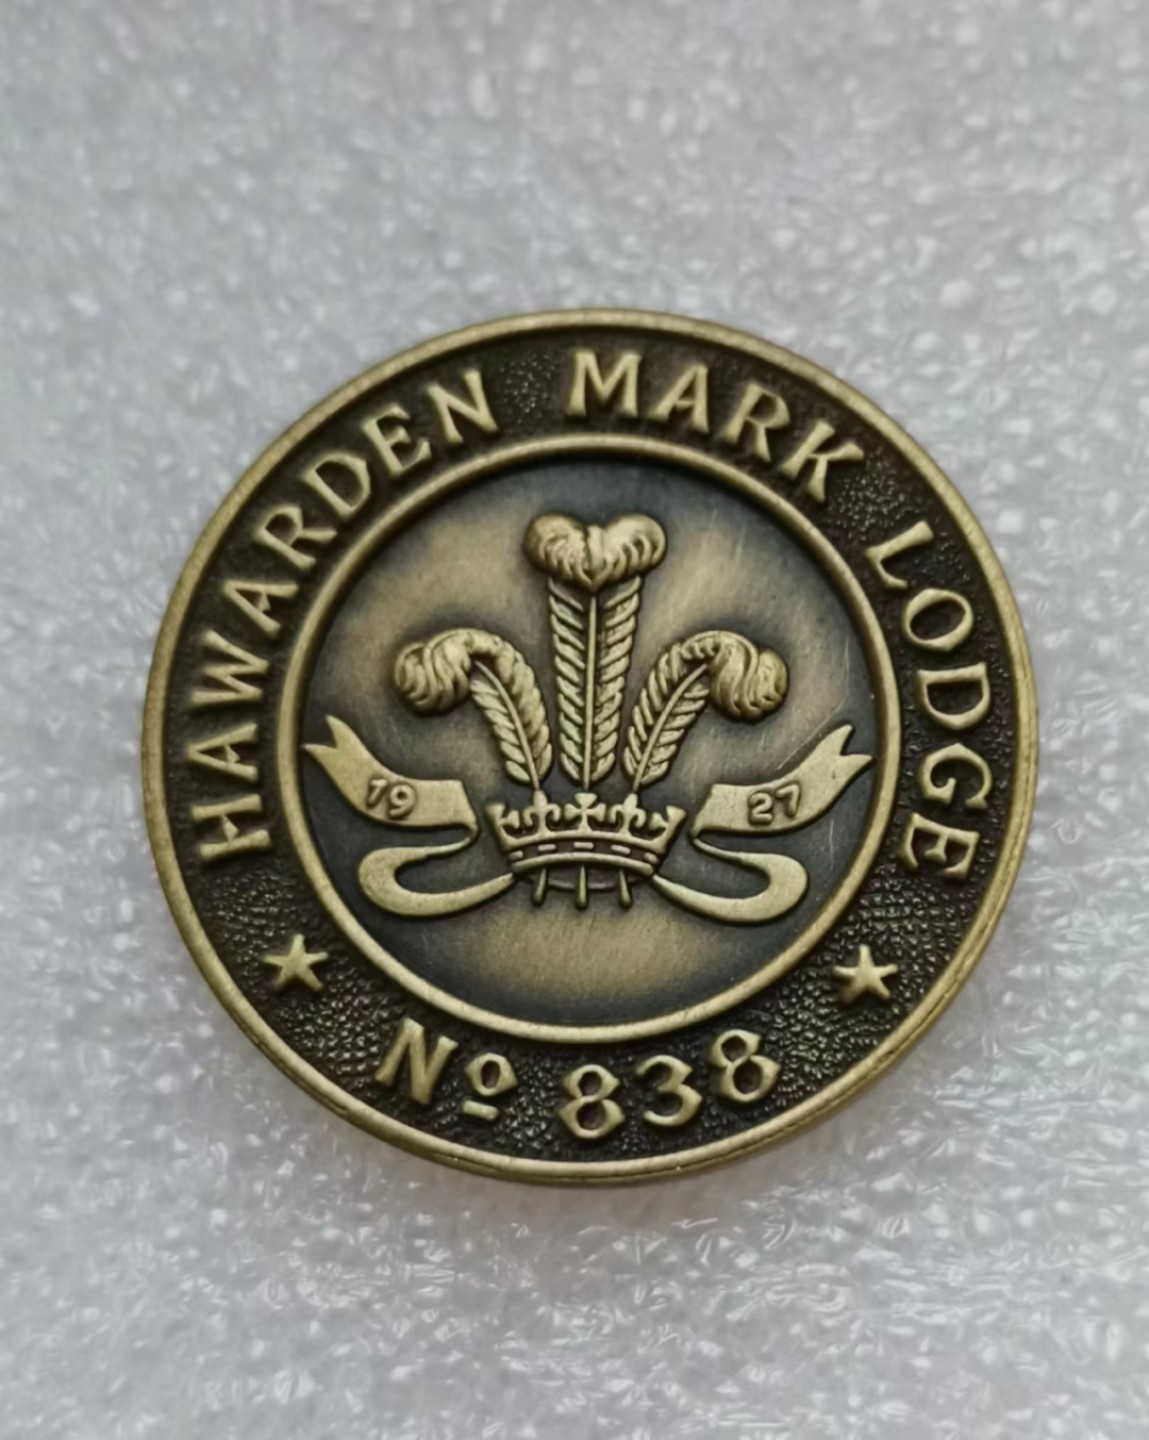 HAWARDEN MARK LODGE
19 27
Nº 838